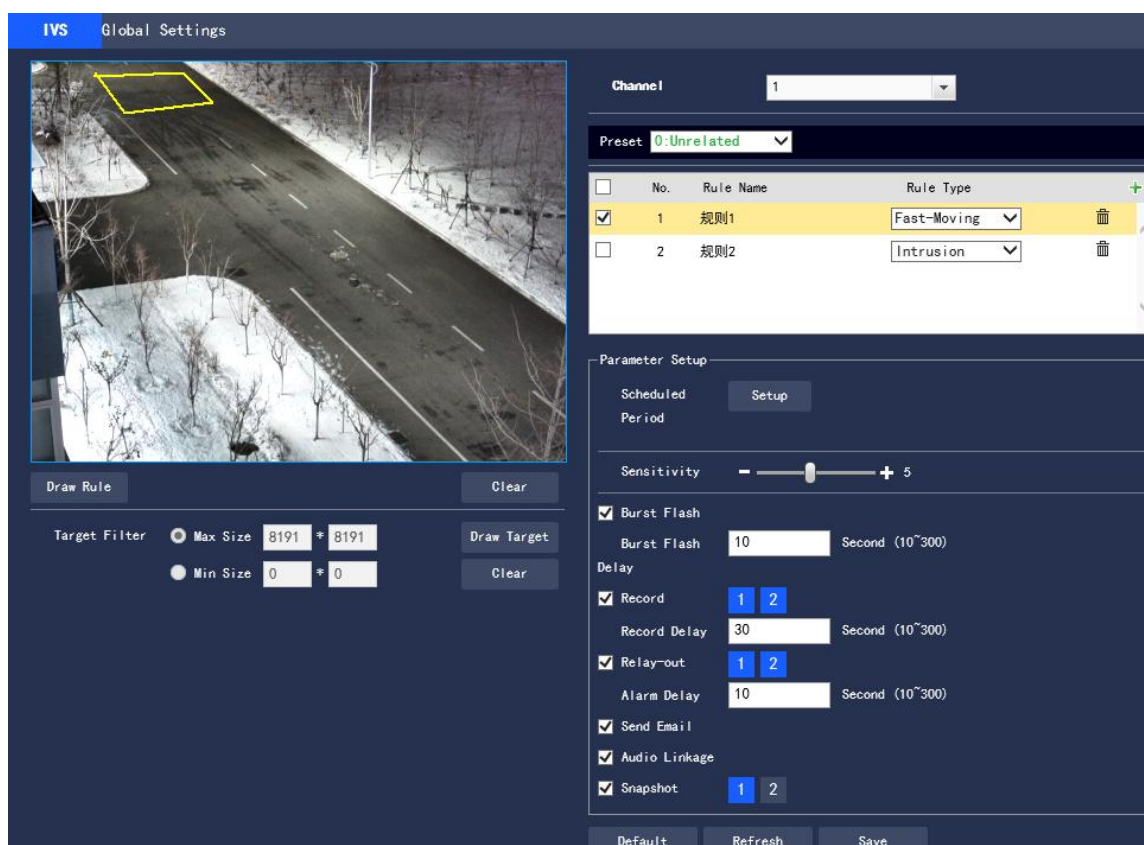 IVS Global Settings
Channel 1
Preset 0:Unrelated
No. Rule Name Rule Type
1 规则1 Fast-Moving
2 规则2 Intrusion
Parameter Setup
Scheduled Period Setup
Sensitivity - + 5
Draw Rule Clear
Target Filter Max Size 8191 * 8191 Draw Target
Min Size 0 * 0 Clear
Burst Flash
Burst Flash Delay 10 Second (10~300)
Record 1 2
Record Delay 30 Second (10~300)
Relay-out 1 2
Alarm Delay 10 Second (10~300)
Send Email
Audio Linkage
Snapshot 1 2
Default Refresh Save